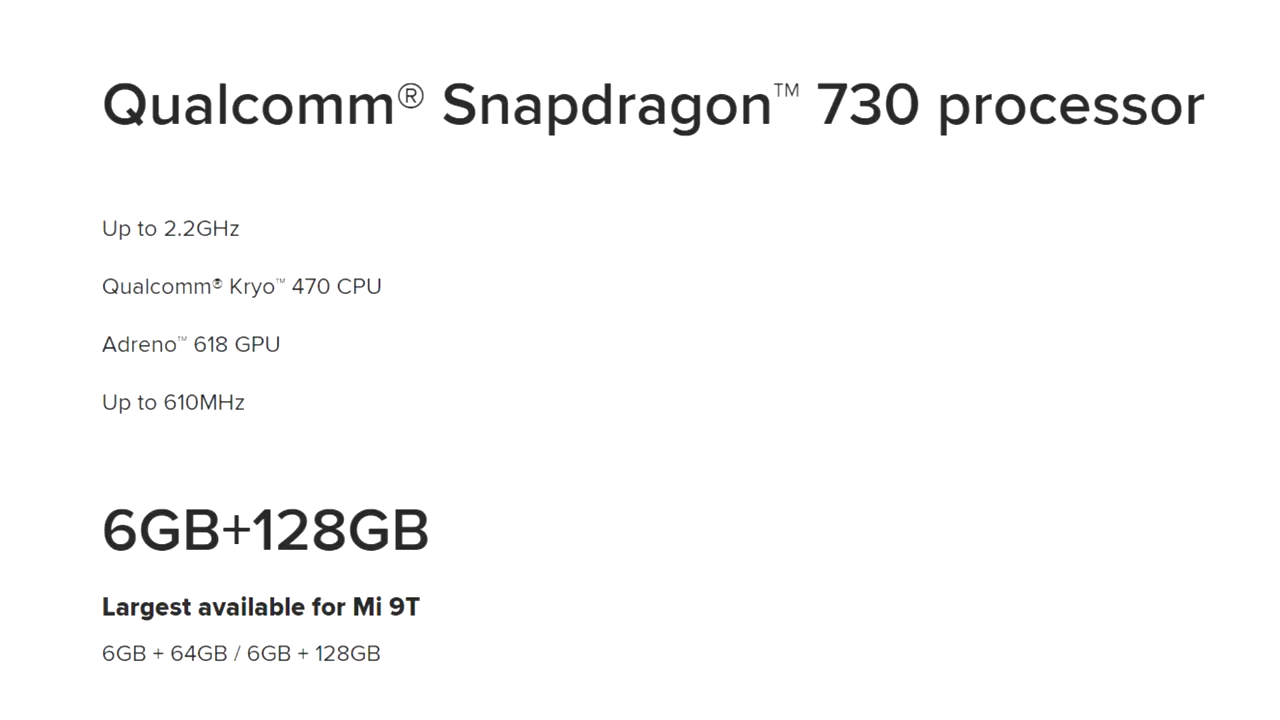 Qualcomm® Snapdragon™ 730 processor
Up to 2.2GHz
Qualcomm® Kryo™ 470 CPU
Adreno™ 618 GPU
Up to 610MHz
6GB+128GB
Largest available for Mi 9T
6GB + 64GB / 6GB + 128GB